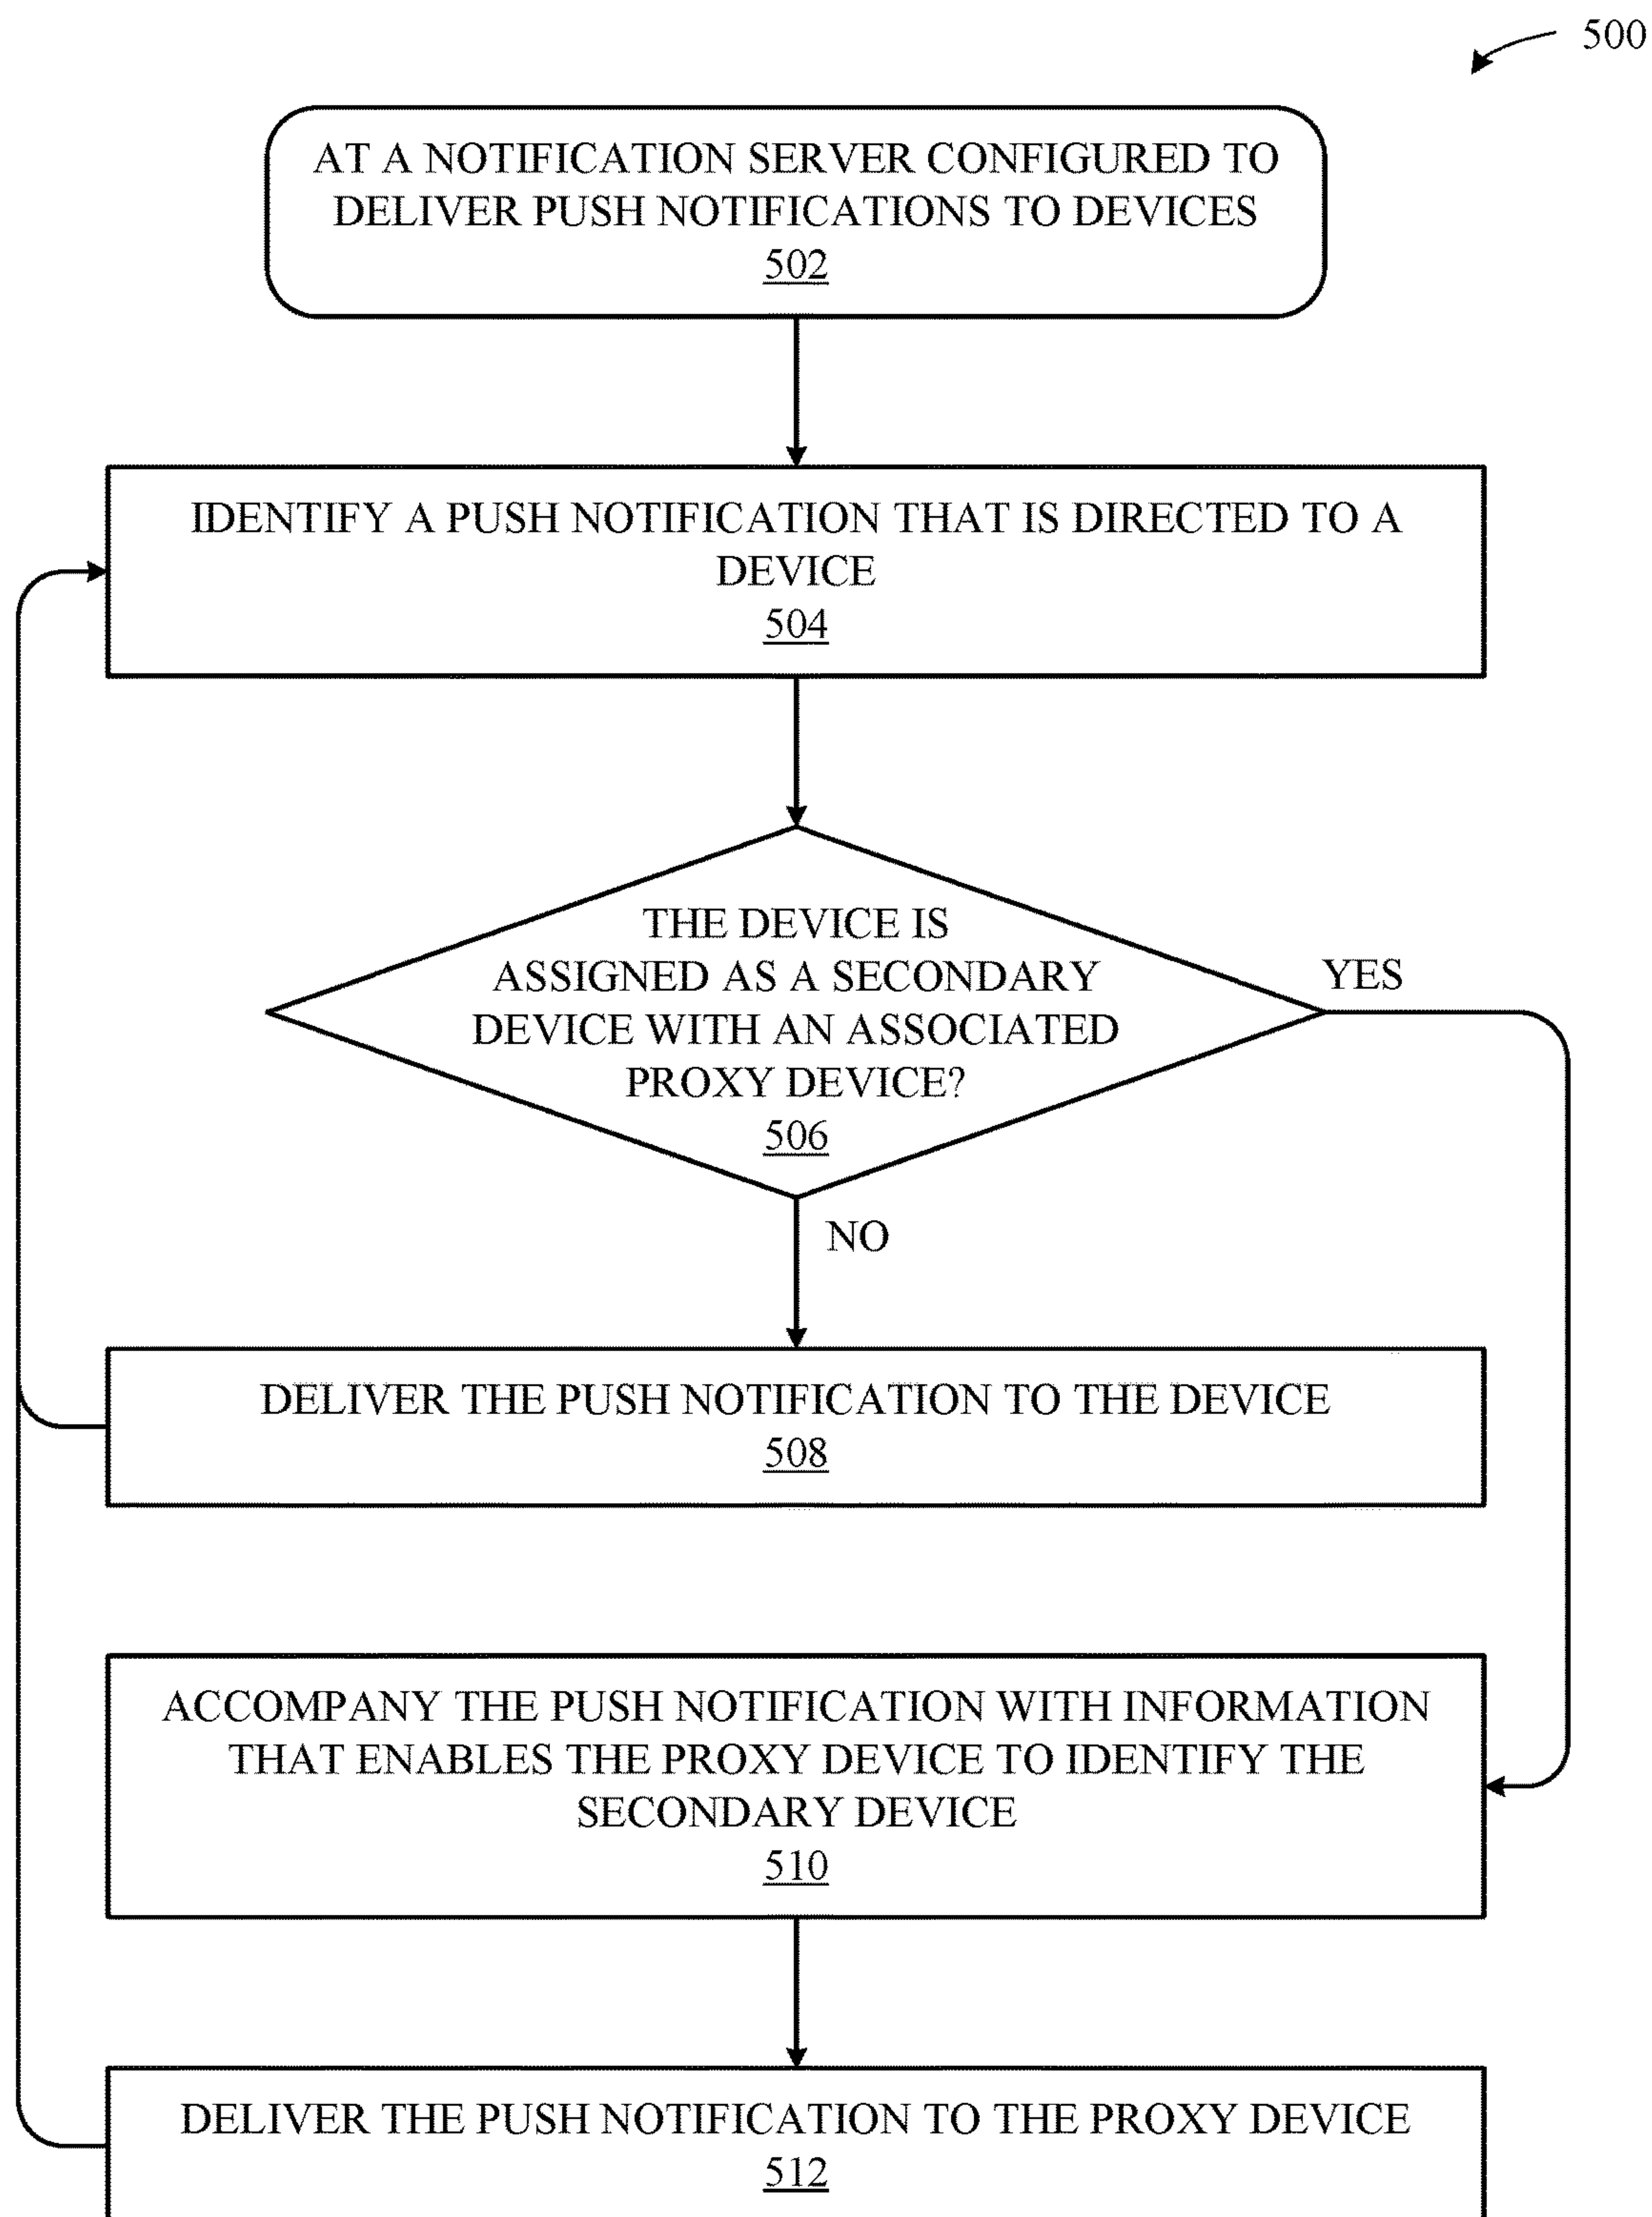 500
AT A NOTIFICATION SERVER CONFIGURED TO
DELIVER PUSH NOTIFICATIONS TO DEVICES
502
IDENTIFY A PUSH NOTIFICATION THAT IS DIRECTED TO A
DEVICE
504
THE DEVICE IS
ASSIGNED AS A SECONDARY
DEVICE WITH AN ASSOCIATED
PROXY DEVICE?
506
YES
NO
DELIVER THE PUSH NOTIFICATION TO THE DEVICE
508
ACCOMPANY THE PUSH NOTIFICATION WITH INFORMATION
THAT ENABLES THE PROXY DEVICE TO IDENTIFY THE
SECONDARY DEVICE
510
DELIVER THE PUSH NOTIFICATION TO THE PROXY DEVICE
512